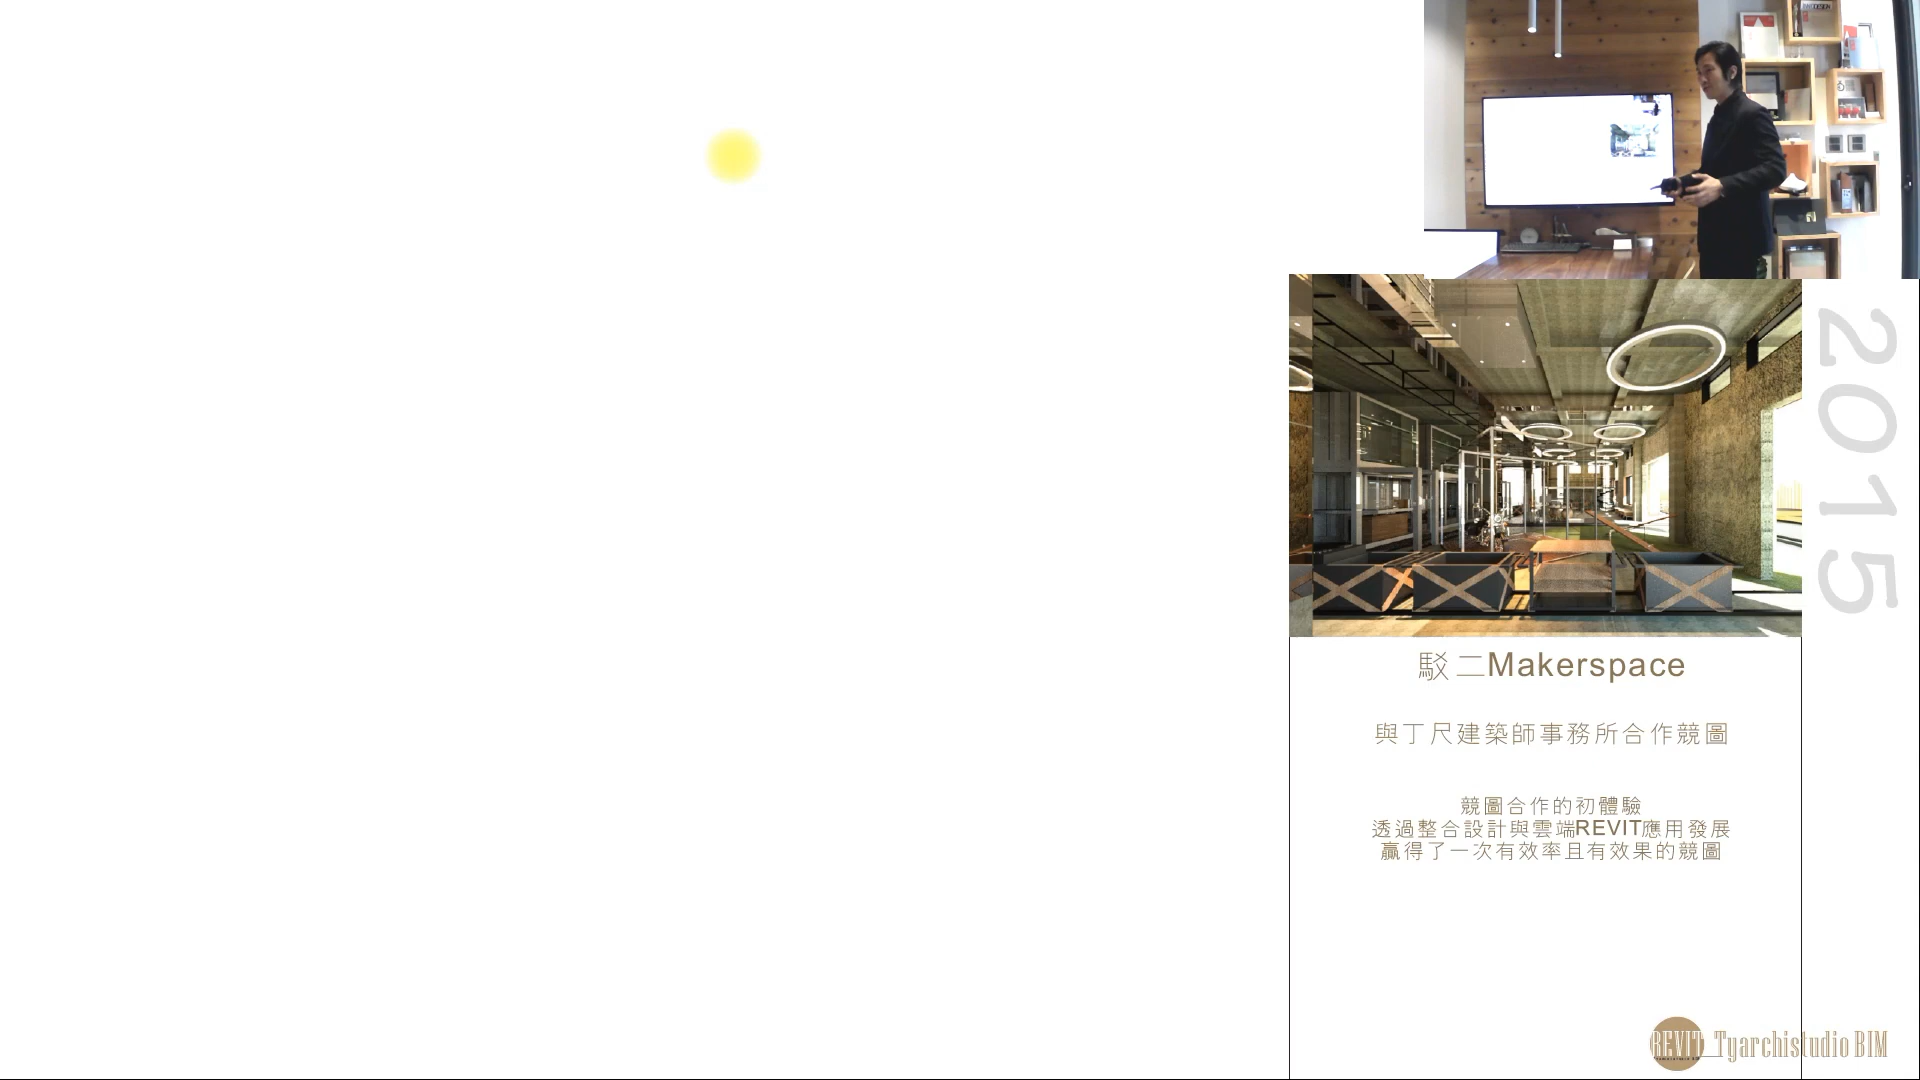 2015
駁二Makerspace
與丁尺建築師事務所合作競圖
競圖合作的初體驗
透過整合設計與雲端REVIT應用發展
贏得了一次有效率且有效果的競圖
REVIT Tyarchistudio BIM